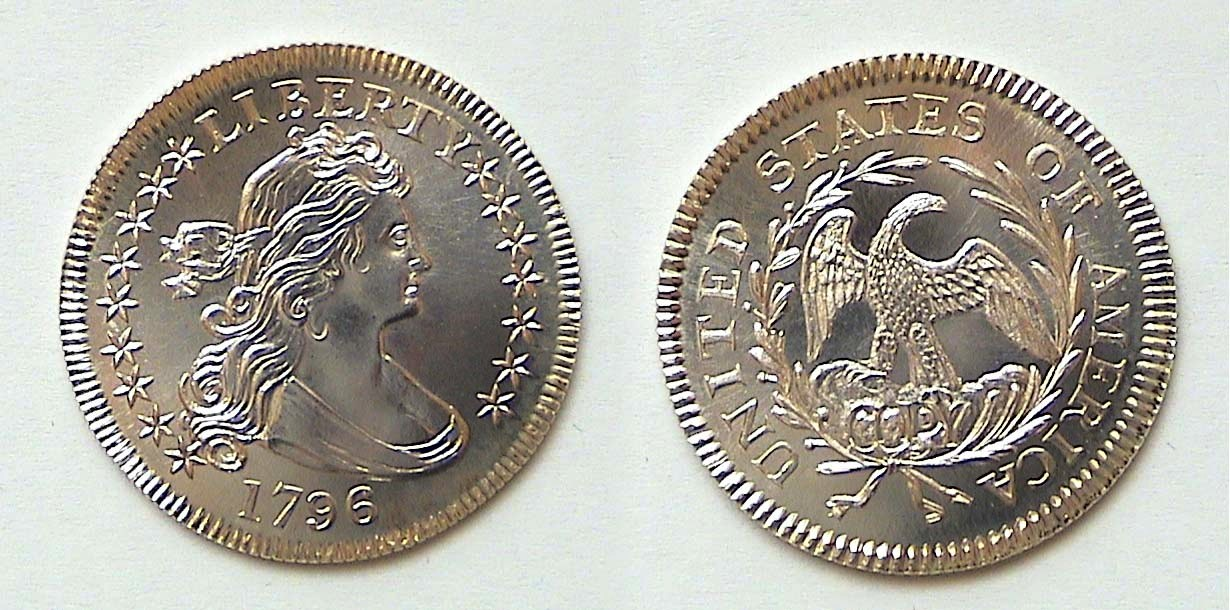 LIBERTY
1796
UNITED STATES OF AMERICA
COPY